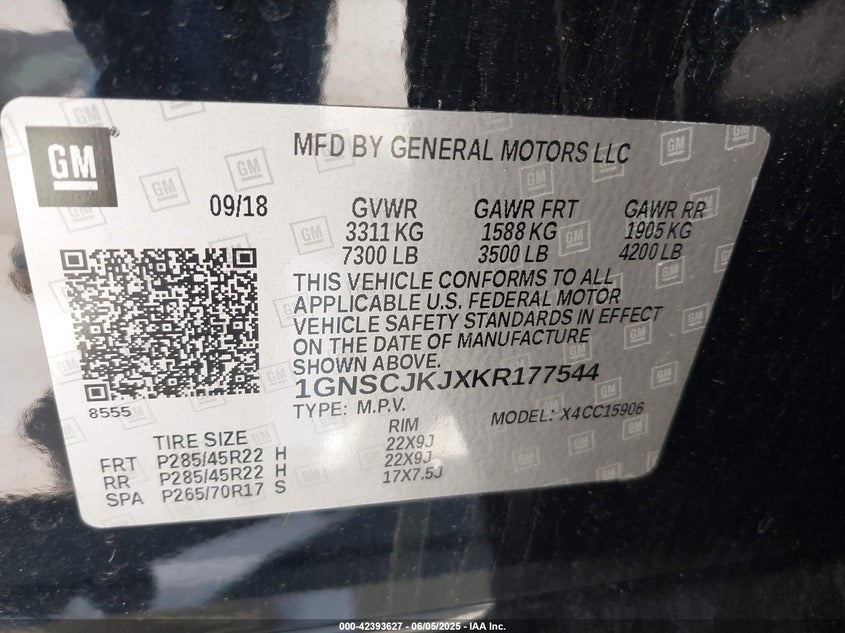 GM
MFD BY GENERAL MOTORS LLC
09/18
GVWR GAWR FRT GAWR RR
3311 KG 1588 KG 1905 KG
7300 LB 3500 LB 4200 LB
THIS VEHICLE CONFORMS TO ALL
APPLICABLE U.S. FEDERAL MOTOR
VEHICLE SAFETY STANDARDS IN EFFECT
ON THE DATE OF MANUFACTURE
SHOWN ABOVE.
1GNSCJKJXKR177544
8555
TYPE: M.P.V. MODEL: X4CC15906
TIRE SIZE RIM
FRT P285/45R22 H 22X9J
RR P285/45R22 H 22X9J
SPA P265/70R17 S 17X7.5J
000-42393627 - 06/05/2025 - IAA Inc.